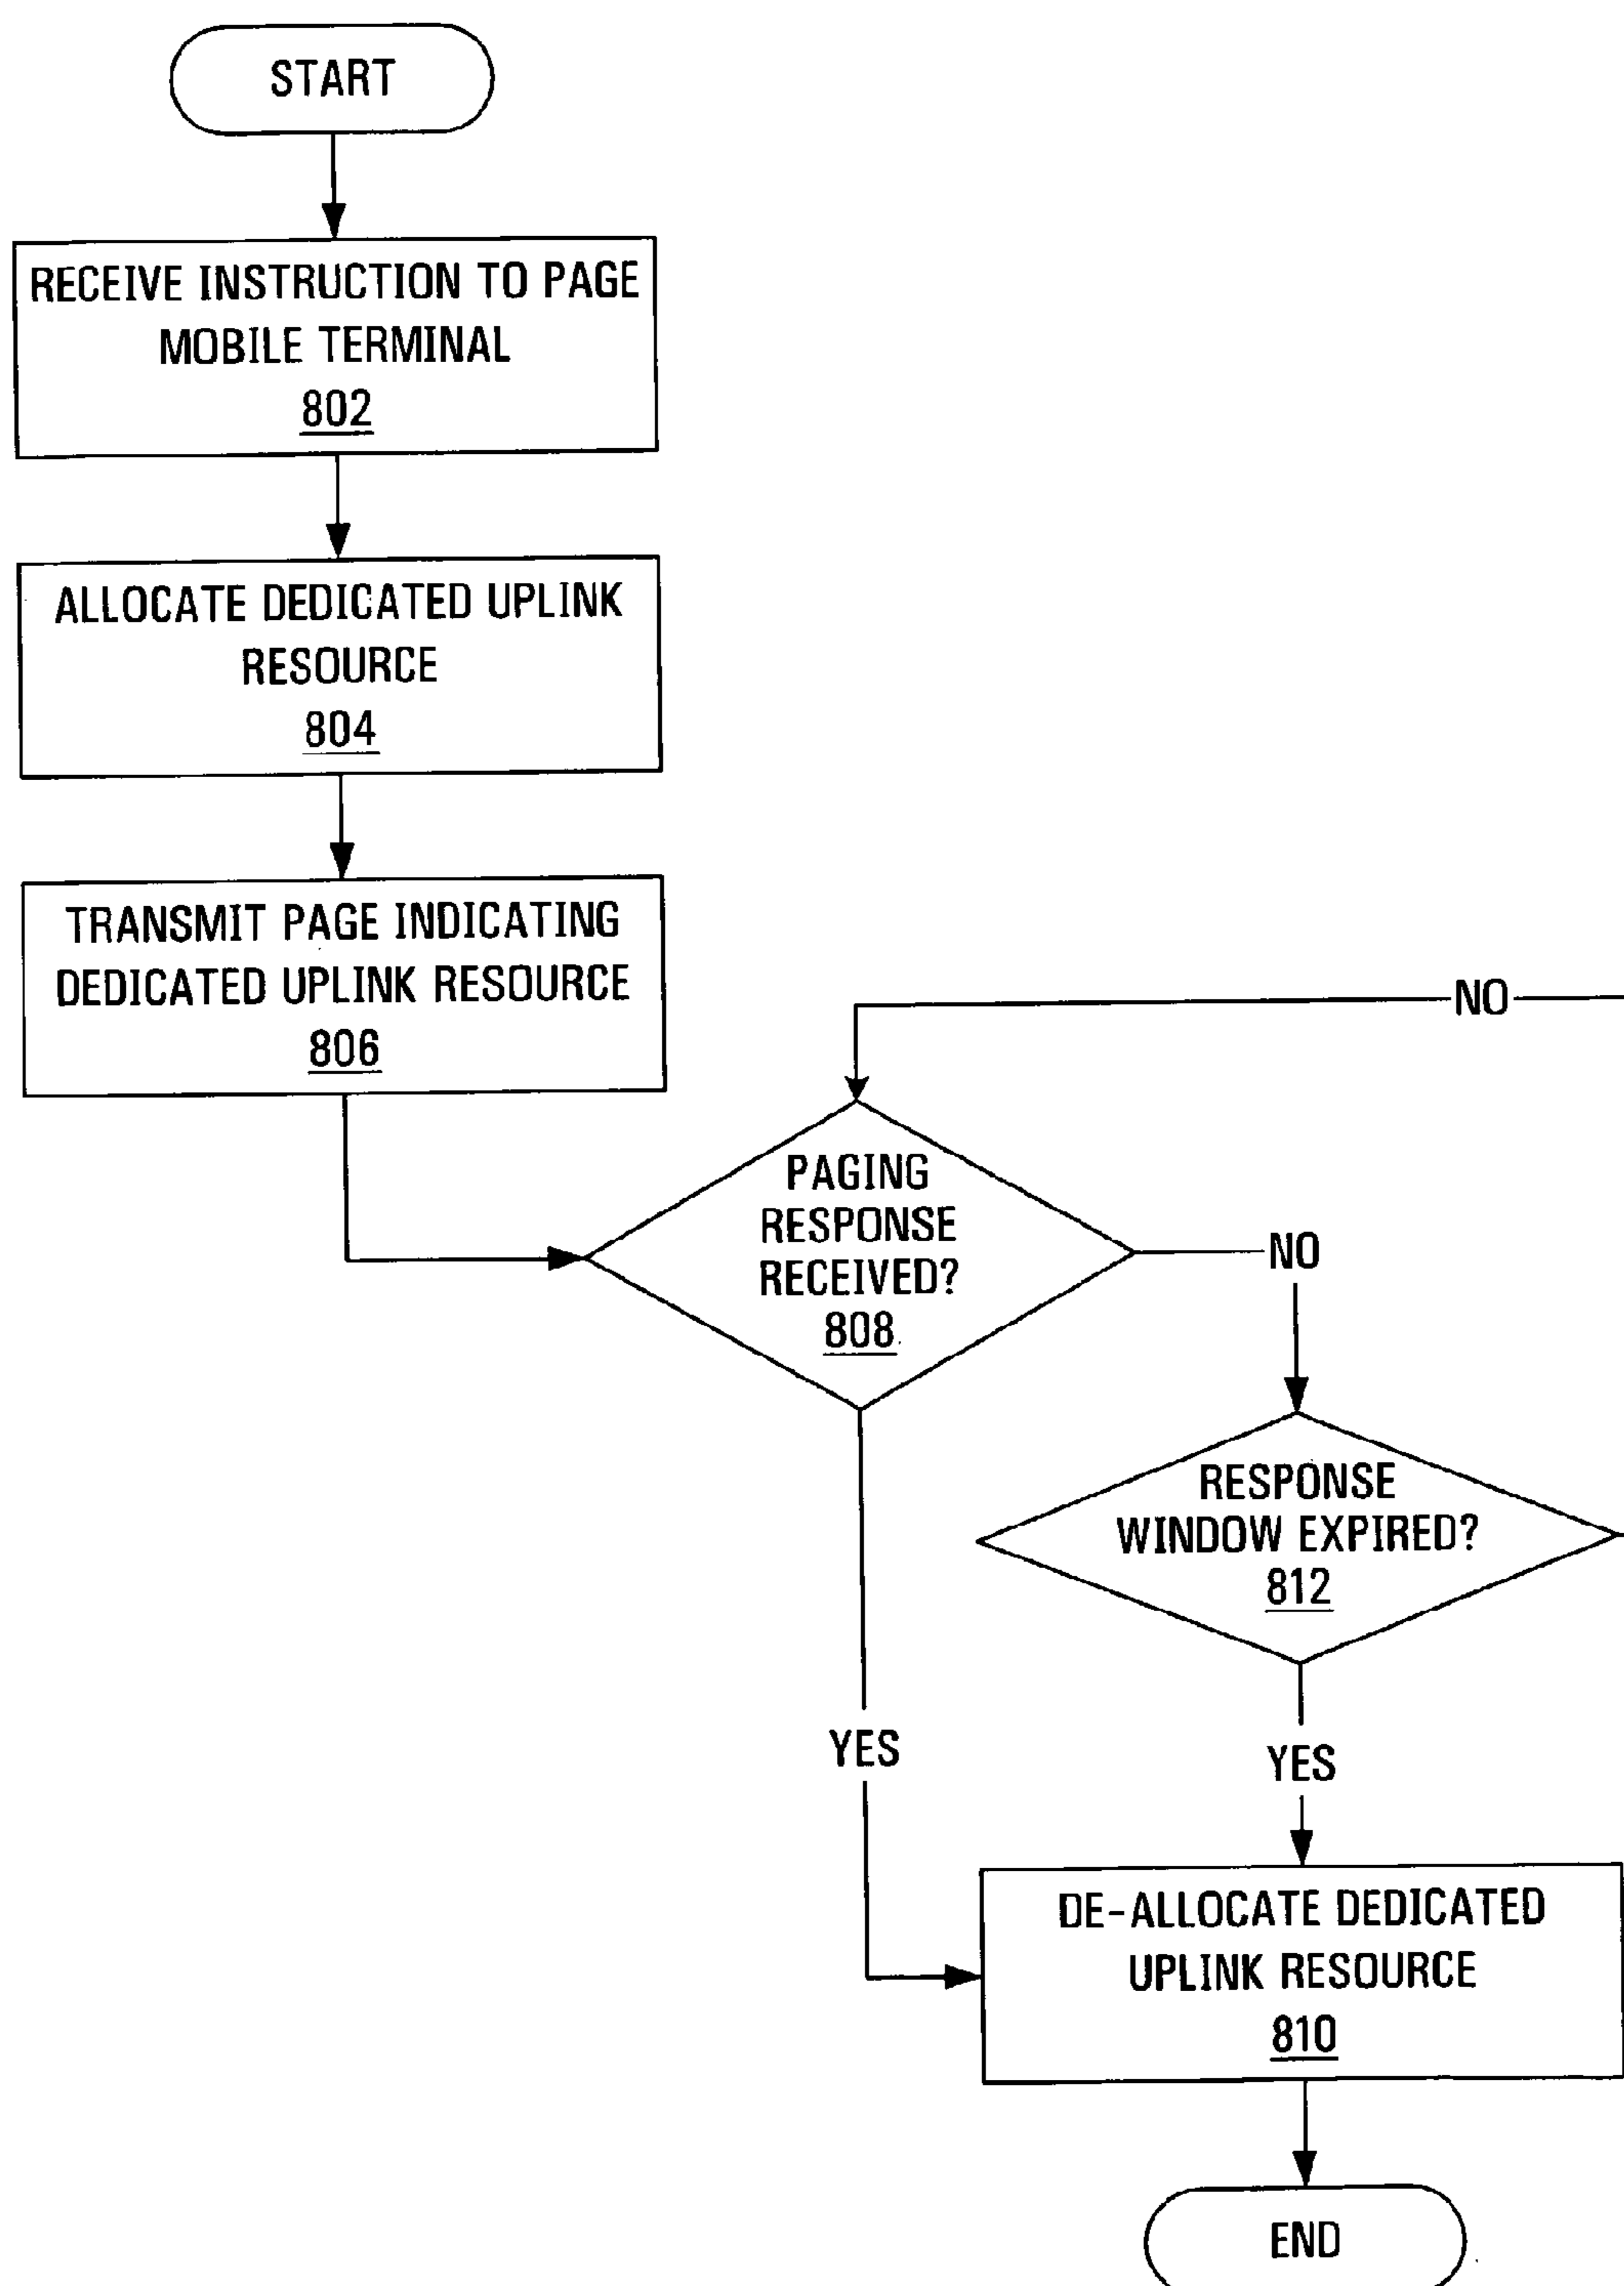 START
RECEIVE INSTRUCTION TO PAGE
MOBILE TERMINAL
802
ALLOCATE DEDICATED UPLINK
RESOURCE
804
TRANSMIT PAGE INDICATING
DEDICATED UPLINK RESOURCE
806
NO
PAGING
RESPONSE
RECEIVED?
808
NO
RESPONSE
WINDOW EXPIRED?
812
YES
YES
DE-ALLOCATE DEDICATED
UPLINK RESOURCE
810
END